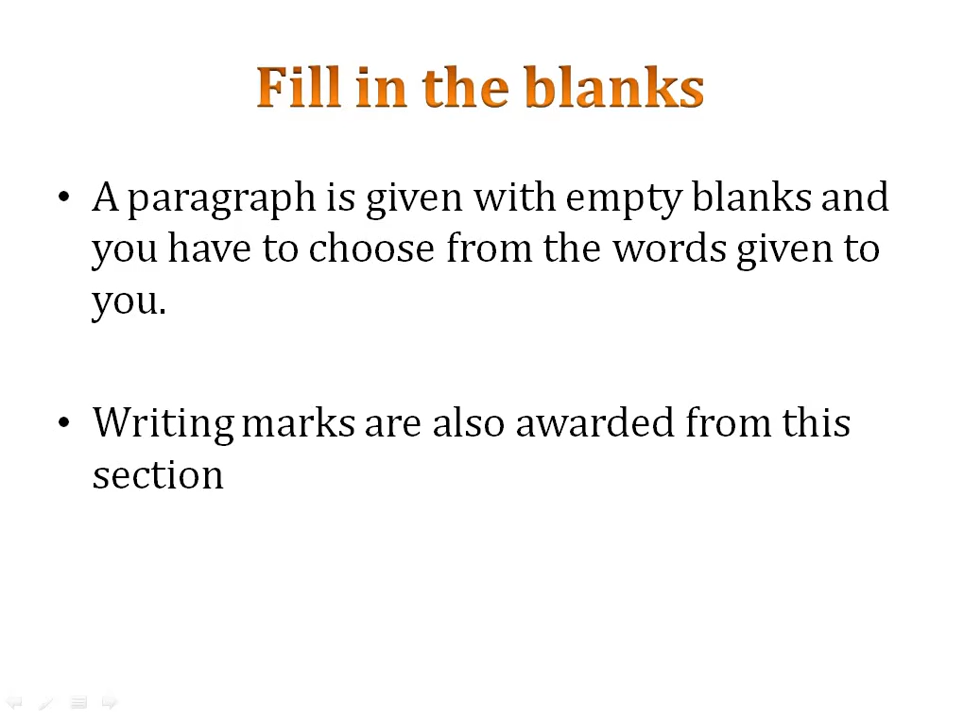 Fill in the blanks
• A paragraph is given with empty blanks and
you have to choose from the words given to
you.
• Writing marks are also awarded from this
section